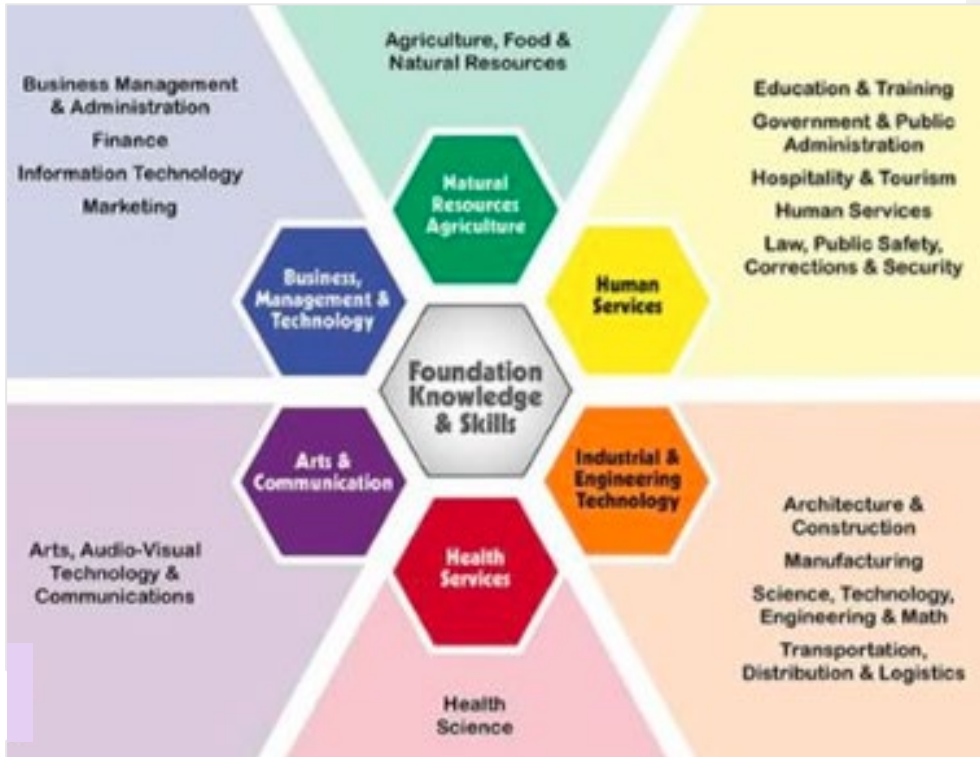 Agriculture, Food &
Natural Resources
Business Management
& Administration
Finance
Information Technology
Marketing
Education & Training
Government & Public
Administration
Hospitality & Tourism
Human Services
Law, Public Safety,
Corrections & Security
Natural
Resources
Agriculture
Business,
Management &
Technology
Human
Services
Foundation
Knowledge
& Skills
Arts &
Communication
Industrial &
Engineering
Technology
Health
Services
Arts, Audio-Visual
Technology &
Communications
Architecture &
Construction
Manufacturing
Science, Technology,
Engineering & Math
Transportation,
Distribution & Logistics
Health
Science